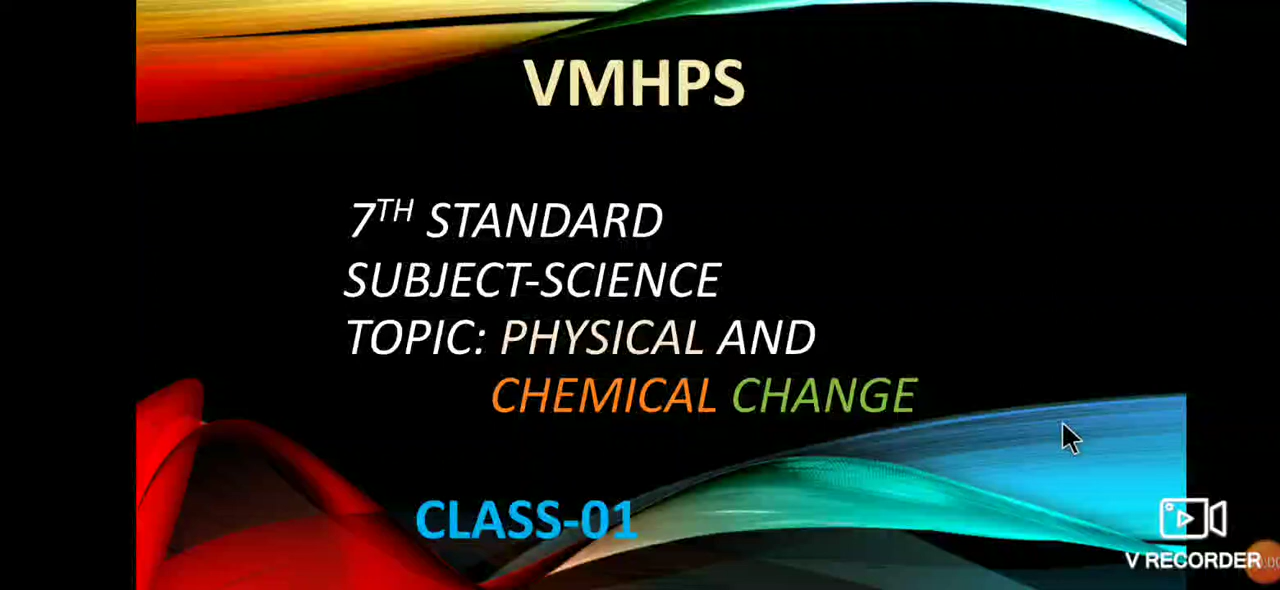 VMHPS
7TH STANDARD
SUBJECT-SCIENCE
TOPIC: PHYSICAL AND
CHEMICAL CHANGE
CLASS-01
V RECORDER